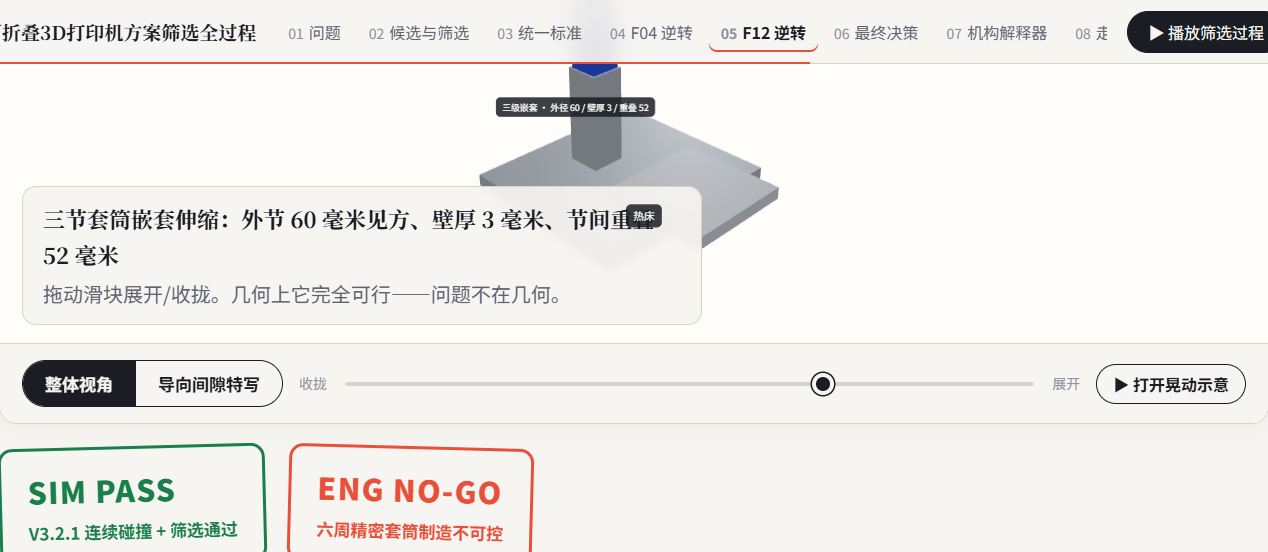 折叠3D打印机方案筛选全过程
01 问题
02 候选与筛选
03 统一标准
04 F04 逆转
05 F12 逆转
06 最终决策
07 机构解释器
08
▶ 播放筛选过程
三级嵌套 · 外径 60 / 壁厚 3 / 重叠 52
三节套筒嵌套伸缩：外节 60 毫米见方、壁厚 3 毫米、节间重叠
52 毫米
热床
拖动滑块展开/收拢。几何上它完全可行——问题不在几何。
整体视角
导向间隙特写
收拢
展开
▶ 打开晃动示意
SIM PASS
V3.2.1 连续碰撞 + 筛选通过
ENG NO-GO
六周精密套筒制造不可控